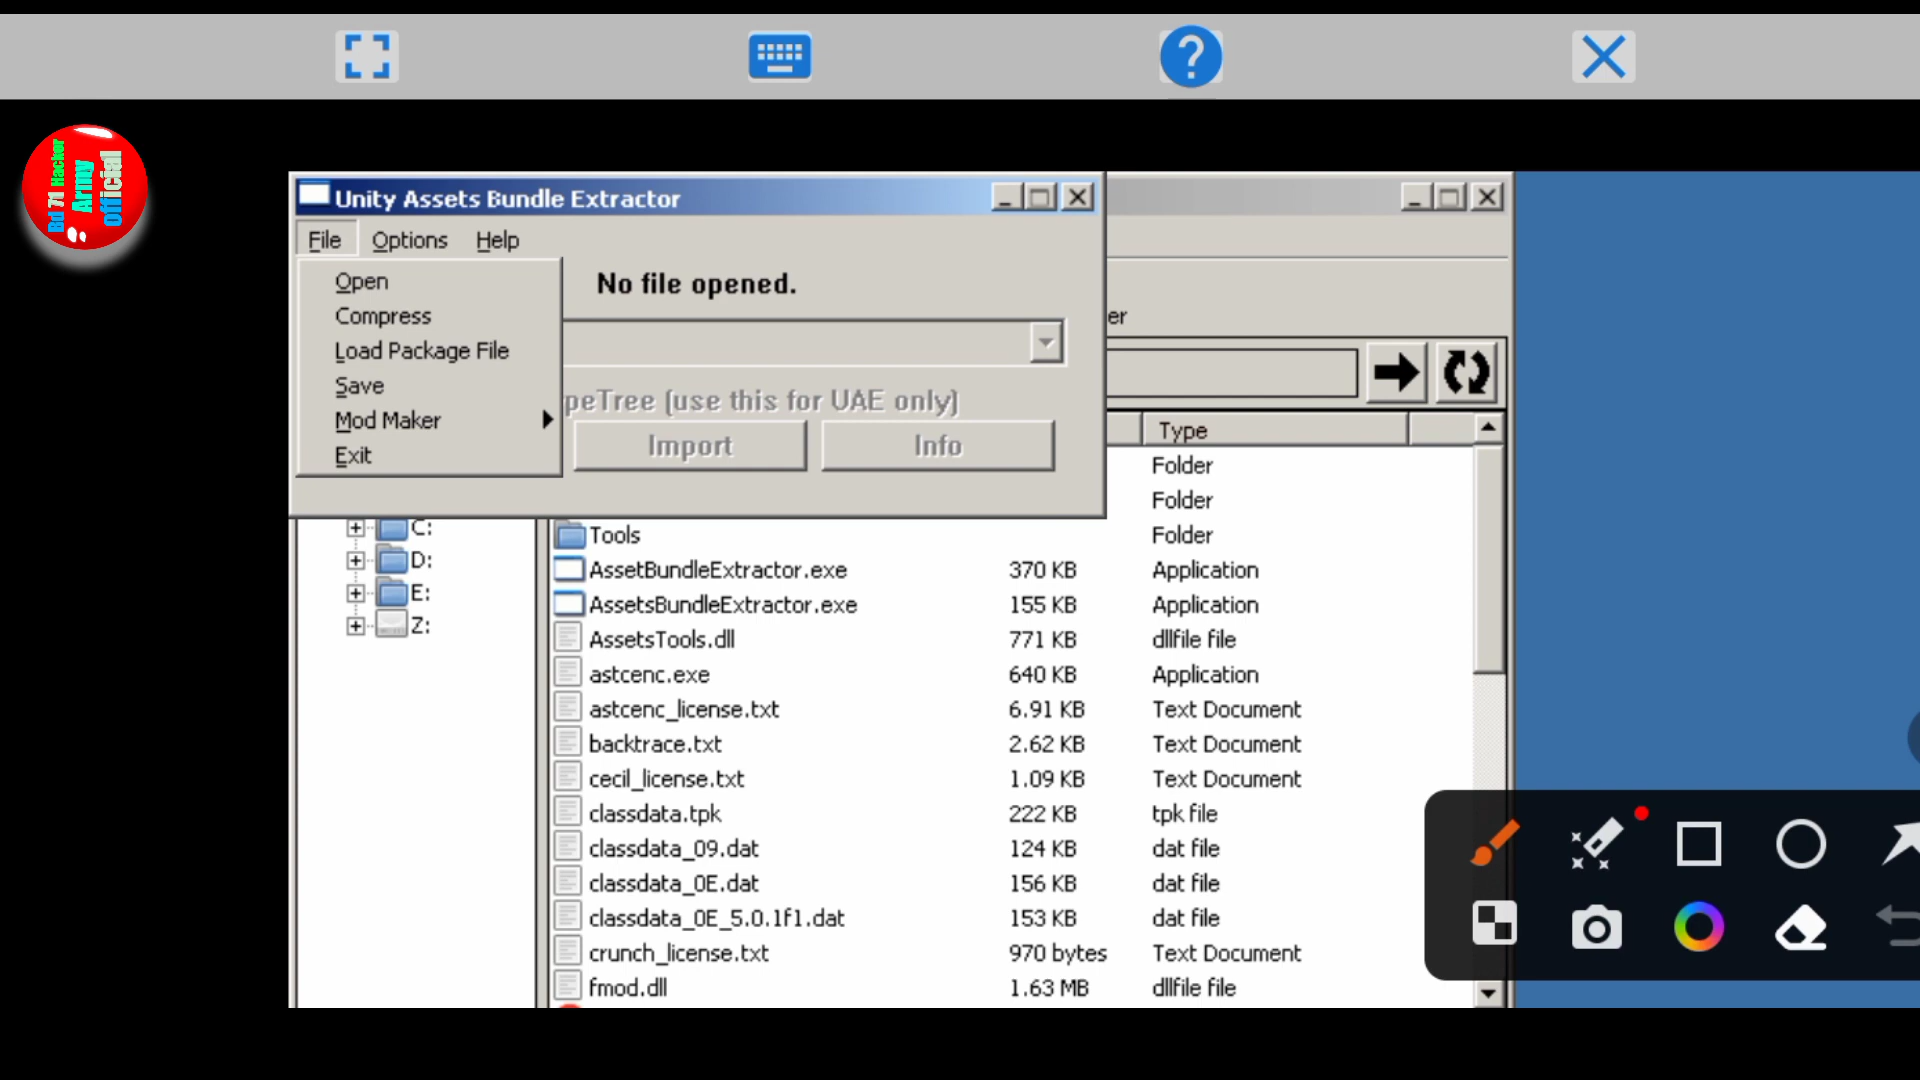 Bd 71 Hacker
Army
official
Unity Assets Bundle Extractor
File Options Help
Open
Compress
Load Package File
Save
Mod Maker
Exit
No file opened.
er
peTree (use this for UAE only)
Import Info
Type
Folder
Folder
C:
D:
E:
Z:
Tools Folder
AssetBundleExtractor.exe 370 KB Application
AssetsBundleExtractor.exe 155 KB Application
AssetsTools.dll 771 KB dllfile file
astcenc.exe 640 KB Application
astcenc_license.txt 6.91 KB Text Document
backtrace.txt 2.62 KB Text Document
cecil_license.txt 1.09 KB Text Document
classdata.tpk 222 KB tpk file
classdata_09.dat 124 KB dat file
classdata_0E.dat 156 KB dat file
classdata_0E_5.0.1f1.dat 153 KB dat file
crunch_license.txt 970 bytes Text Document
fmod.dll 1.63 MB dllfile file